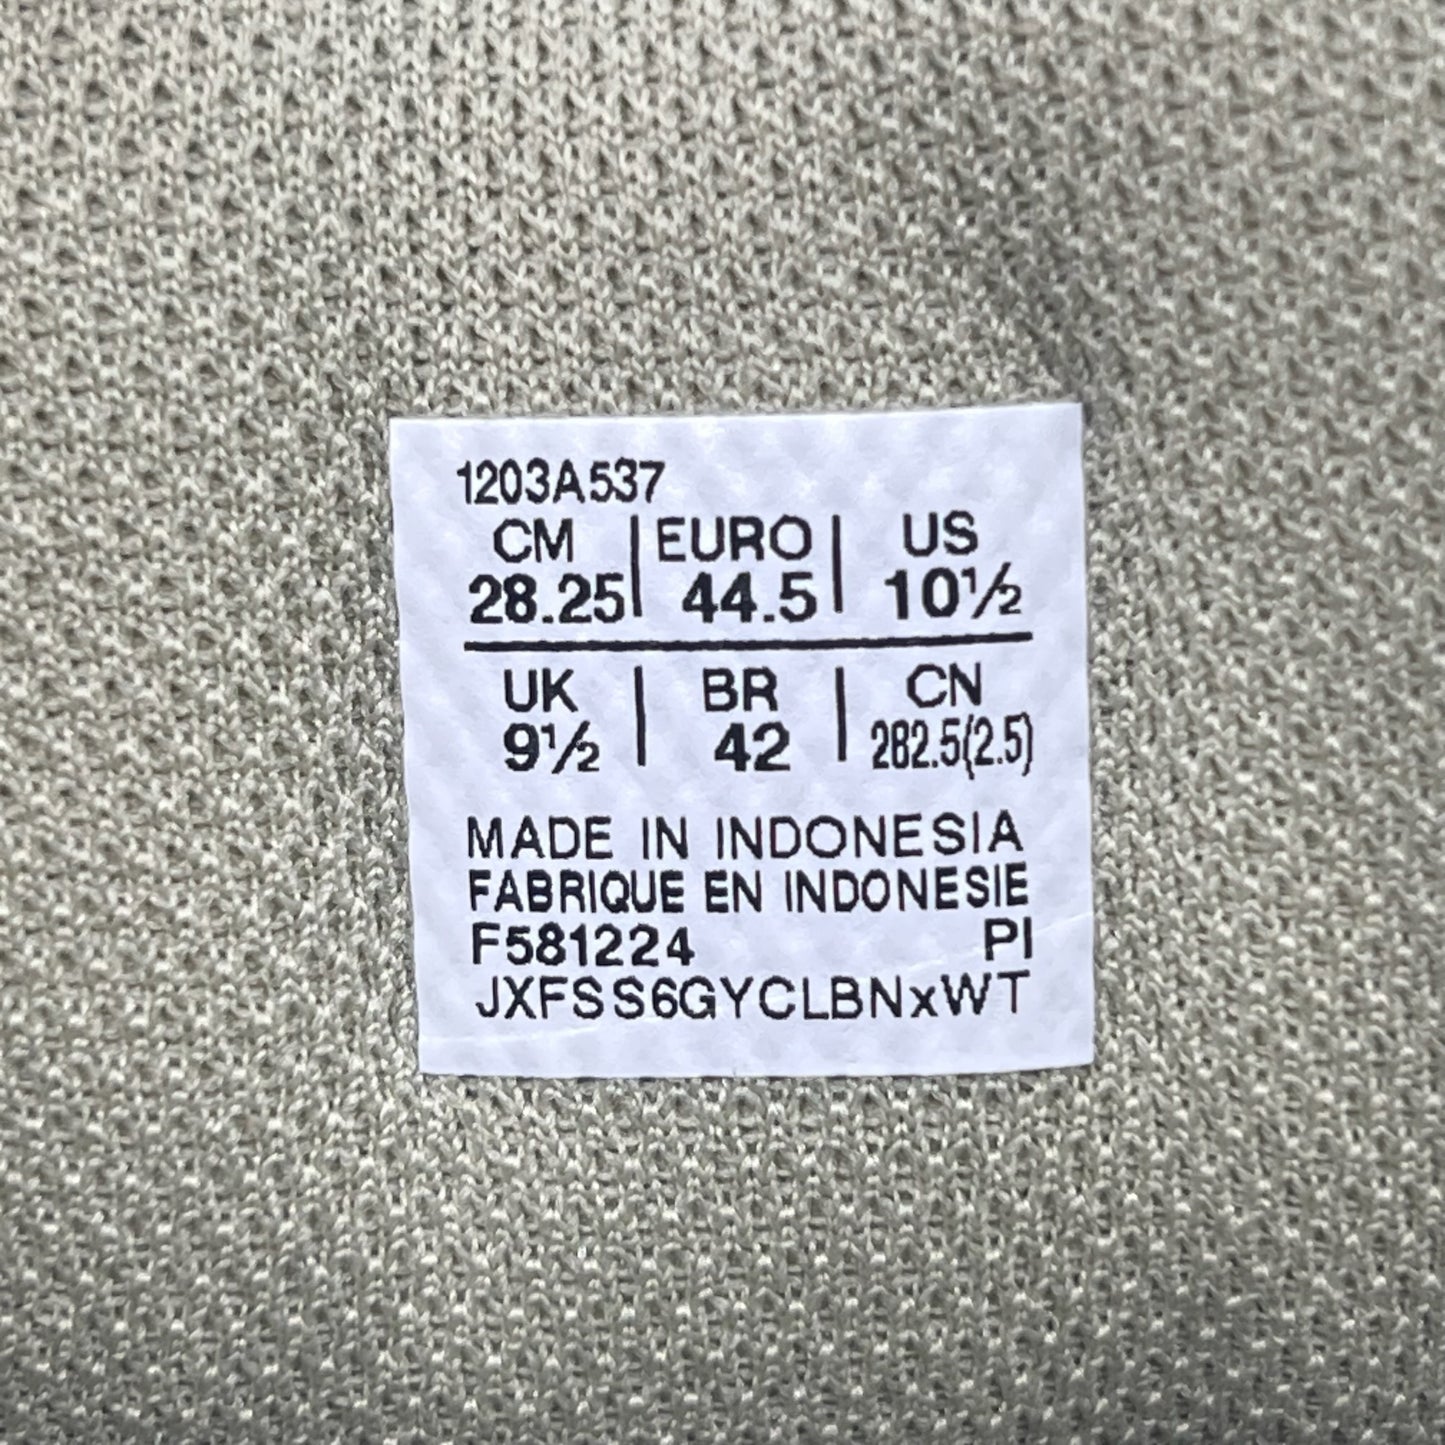 1203A537
CM | EURO | US
28.25 | 44.5 | 10½
UK | BR | CN
9½ | 42 | 282.5(2.5)
MADE IN INDONESIA
FABRIQUE EN INDONESIE
F581224 PI
JXFSS6GYCLBNxWT